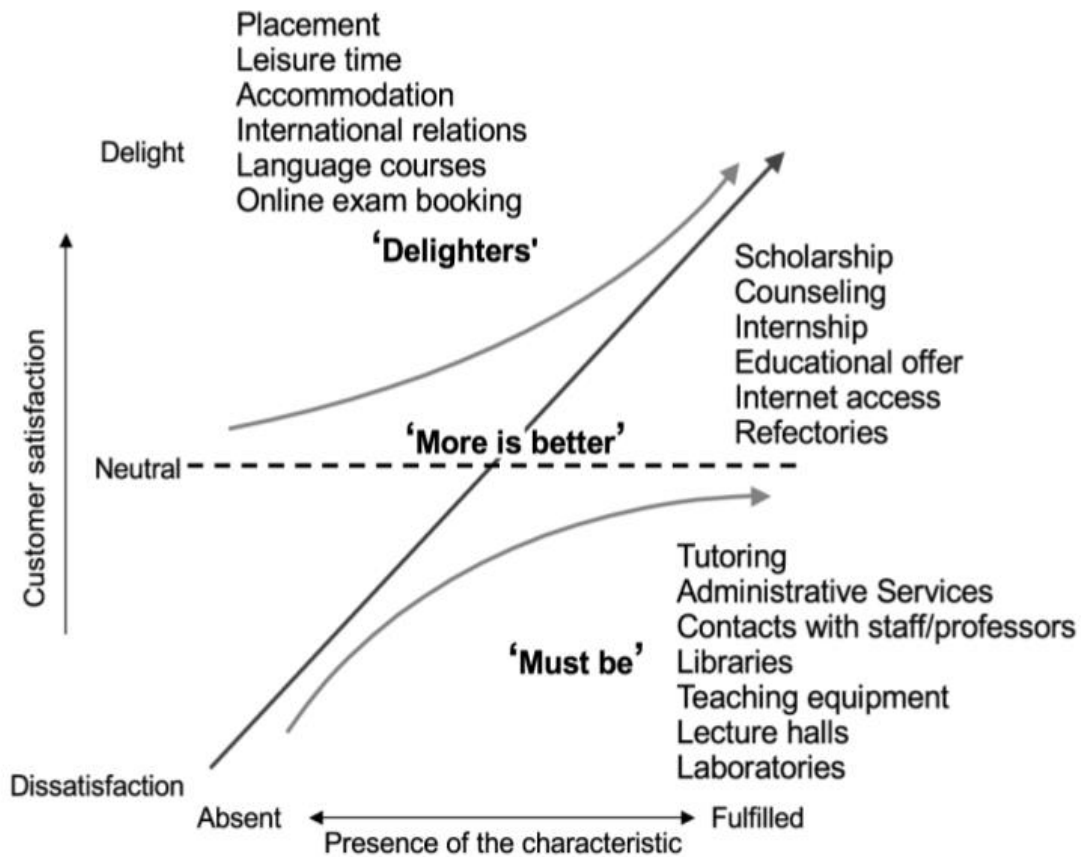 Placement
Leisure time
Accommodation
International relations
Delight
Language courses
Online exam booking
‘Delighters'
Scholarship
Counseling
Internship
Educational offer
Internet access
Refectories
Customer satisfaction
‘More is better’
Neutral
Tutoring
Administrative Services
Contacts with staff/professors
‘Must be’
Libraries
Teaching equipment
Lecture halls
Laboratories
Dissatisfaction
Absent
Fulfilled
Presence of the characteristic